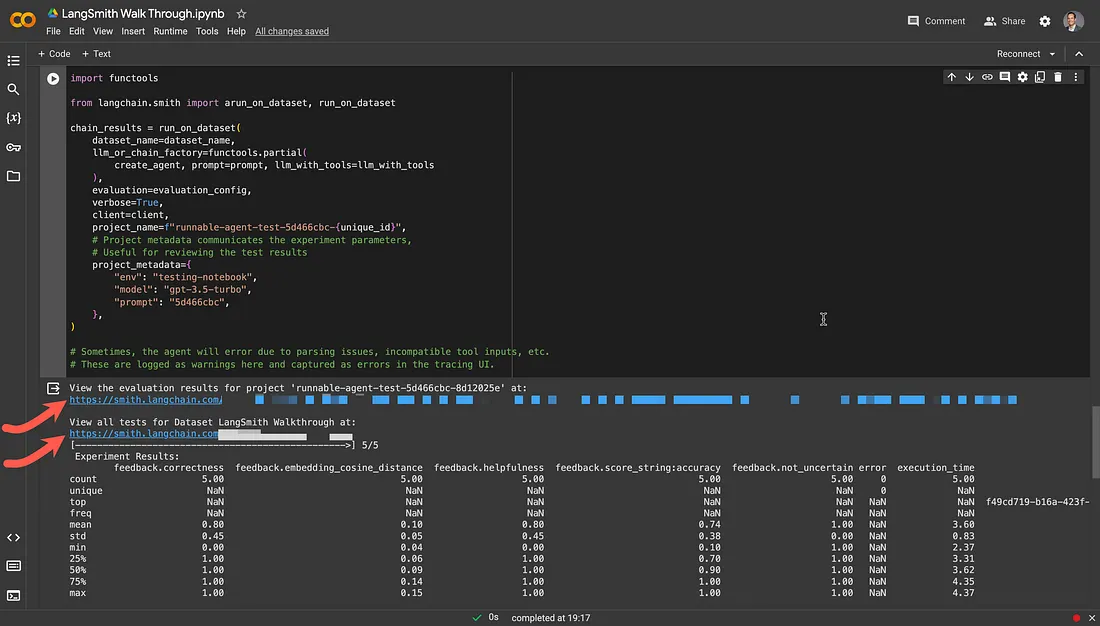 CO LangSmith Walk Through.ipynb
File Edit View Insert Runtime Tools Help All changes saved
Comment Share
+ Code + Text Reconnect
import functools
from langchain.smith import arun_on_dataset, run_on_dataset
chain_results = run_on_dataset(
dataset_name=dataset_name,
llm_or_chain_factory=functools.partial(
create_agent, prompt=prompt, llm_with_tools=llm_with_tools
),
evaluation=evaluation_config,
verbose=True,
client=client,
project_name=f"runnable-agent-test-5d466cbc-{unique_id}",
# Project metadata communicates the experiment parameters,
# Useful for reviewing the test results
project_metadata={
"env": "testing-notebook",
"model": "gpt-3.5-turbo",
"prompt": "5d466cbc",
},
)
# Sometimes, the agent will error due to parsing issues, incompatible tool inputs, etc.
# These are logged as warnings here and captured as errors in the tracing UI.
View the evaluation results for project 'runnable-agent-test-5d466cbc-8d12025e' at:
https://smith.langchain.com/
View all tests for Dataset LangSmith Walkthrough at:
https://smith.langchain.com
[------------------------------------------------->] 5/5
Experiment Results:
feedback.correctness feedback.embedding_cosine_distance feedback.helpfulness feedback.score_string:accuracy feedback.not_uncertain error execution_time
count 5.00 5.00 5.00 5.00 5.00 0 5.00
unique NaN NaN NaN NaN NaN 0 NaN
top NaN NaN NaN NaN NaN NaN NaN f49cd719-b16a-423f-
freq NaN NaN NaN NaN NaN NaN NaN
mean 0.80 0.10 0.80 0.74 1.00 NaN 3.60
std 0.45 0.05 0.45 0.38 0.00 NaN 0.83
min 0.00 0.04 0.00 0.10 1.00 NaN 2.37
25% 1.00 0.06 1.00 0.70 1.00 NaN 3.31
50% 1.00 0.09 1.00 0.90 1.00 NaN 3.62
75% 1.00 0.14 1.00 1.00 1.00 NaN 4.35
max 1.00 0.15 1.00 1.00 1.00 NaN 4.37
0s completed at 19:17